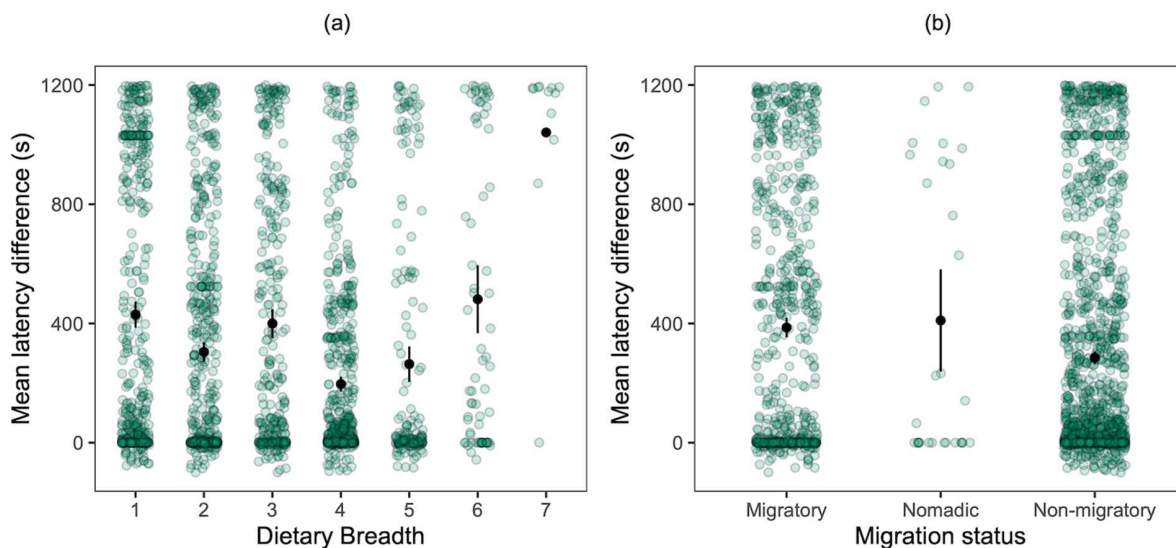 (a)
(b)
Mean latency difference (s)
1200
800
400
0
1 2 3 4 5 6 7
Dietary Breadth
Mean latency difference (s)
1200
800
400
0
Migratory Nomadic Non-migratory
Migration status